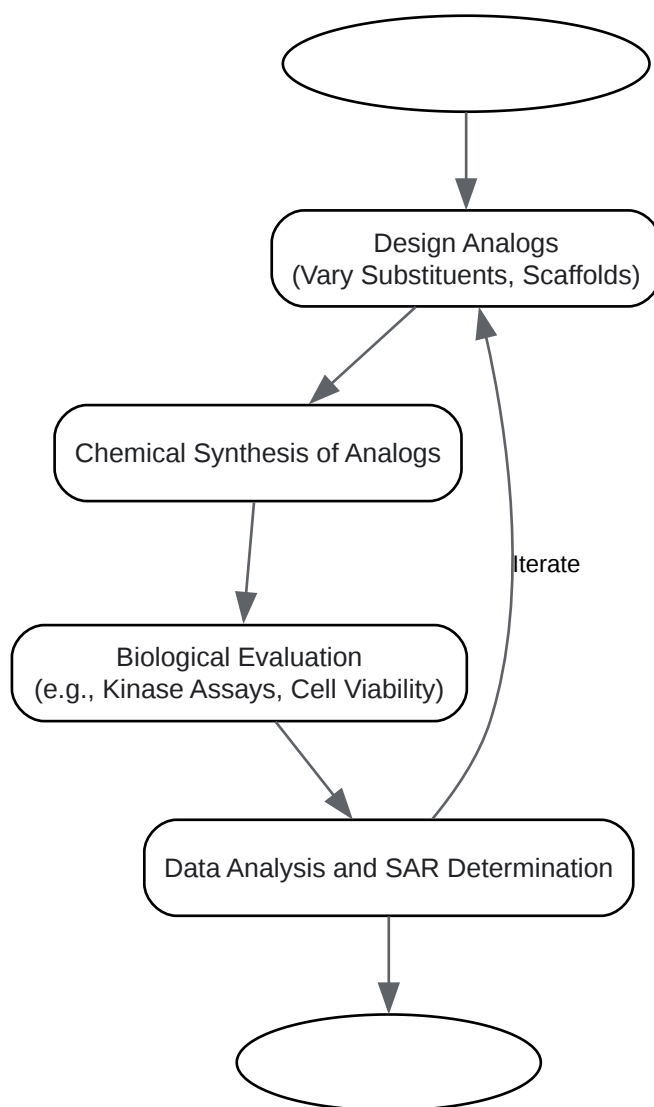 Design Analogs
(Vary Substituents, Scaffolds)
Chemical Synthesis of Analogs
Iterate
Biological Evaluation
(e.g., Kinase Assays, Cell Viability)
Data Analysis and SAR Determination